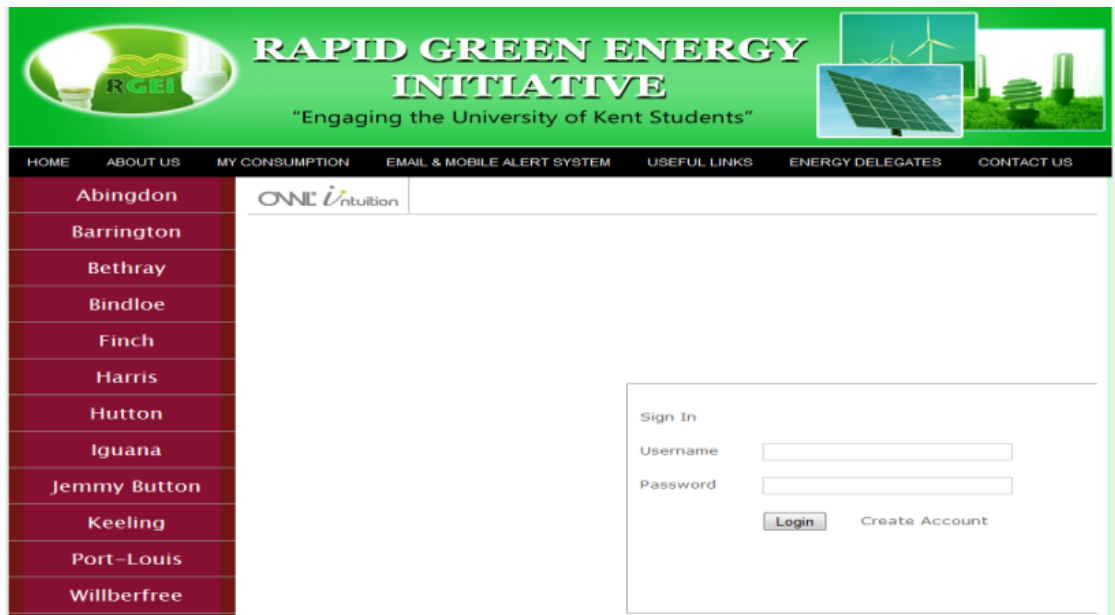 RGEI
RAPID GREEN ENERGY
INITIATIVE
"Engaging the University of Kent Students"
HOME ABOUT US MY CONSUMPTION EMAIL & MOBILE ALERT SYSTEM USEFUL LINKS ENERGY DELEGATES CONTACT US
Abingdon
Barrington
Bethray
Bindloe
Finch
Harris
Hutton
Iguana
Jemmy Button
Keeling
Port-Louis
Willberfree
OWL intuition
Sign In
Username
Password
Login Create Account